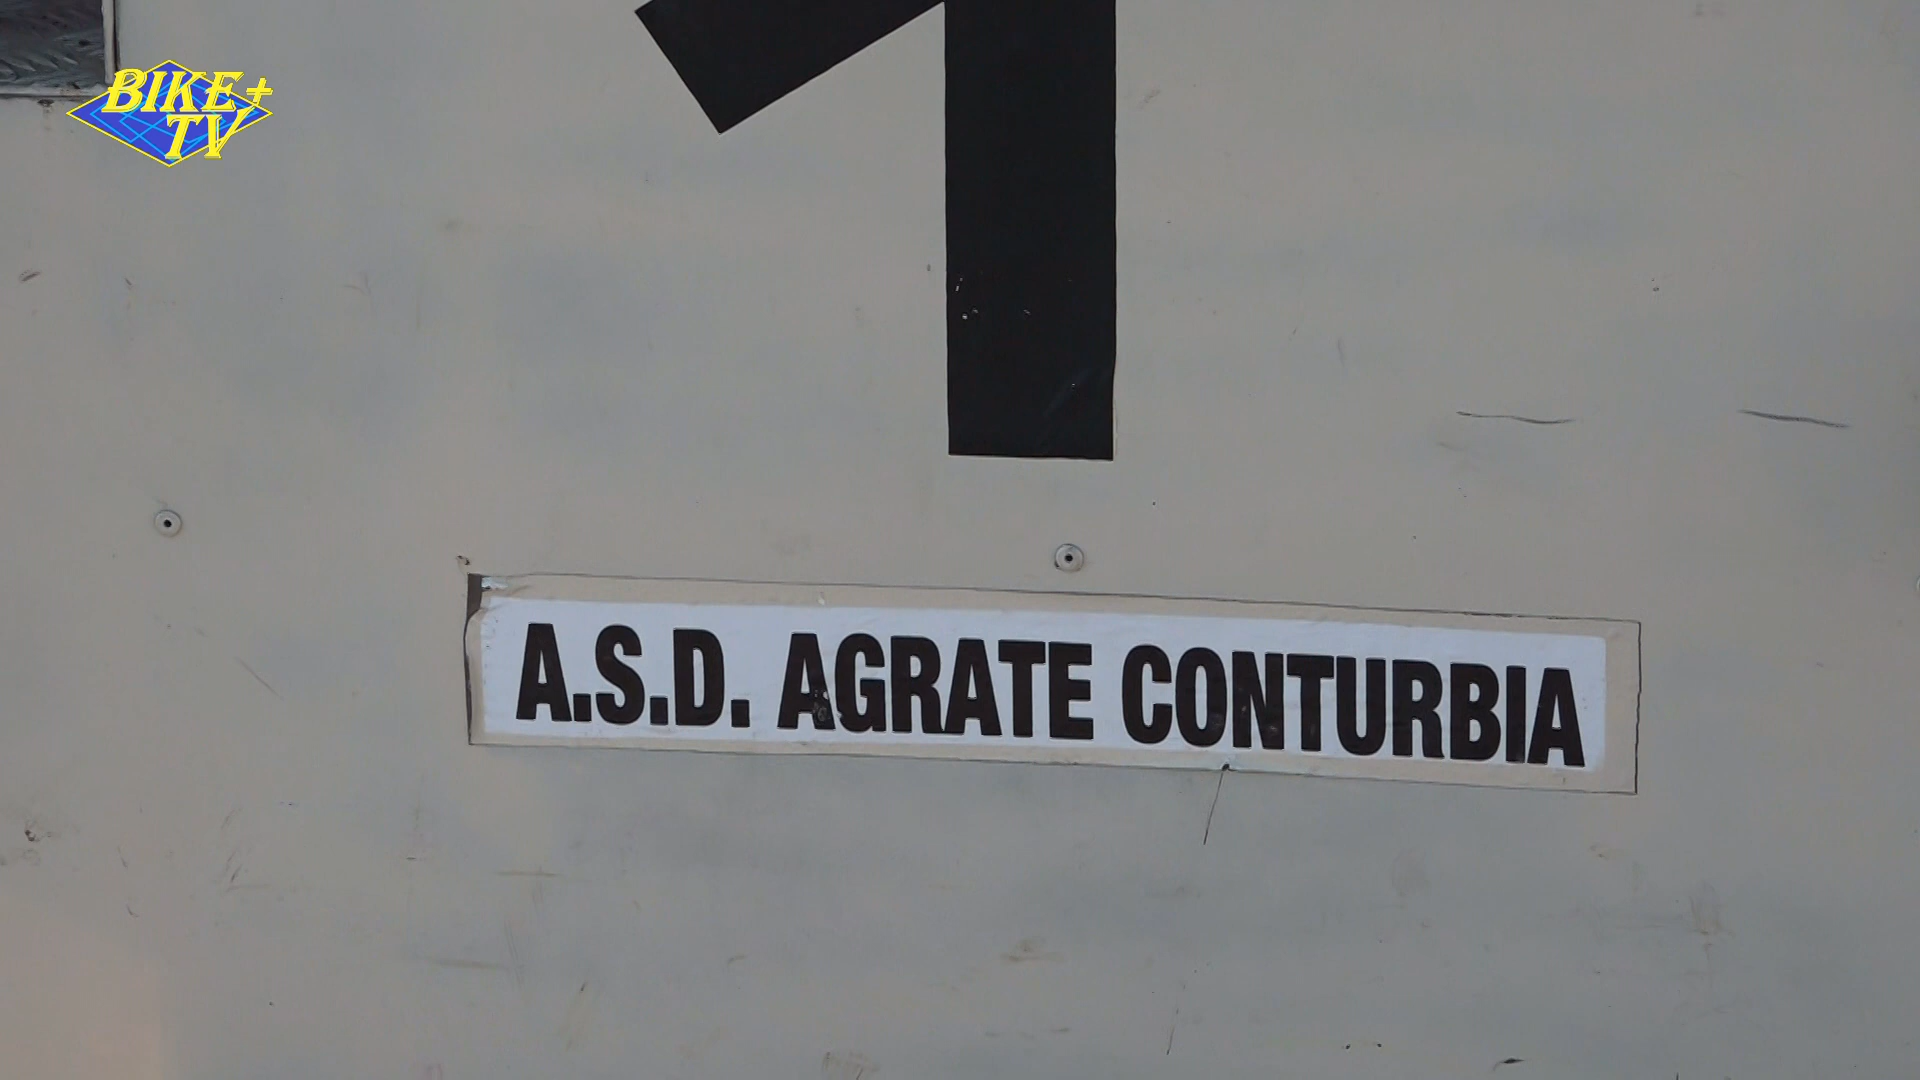 BIKE+
TV
1
A.S.D. AGRATE CONTURBIA